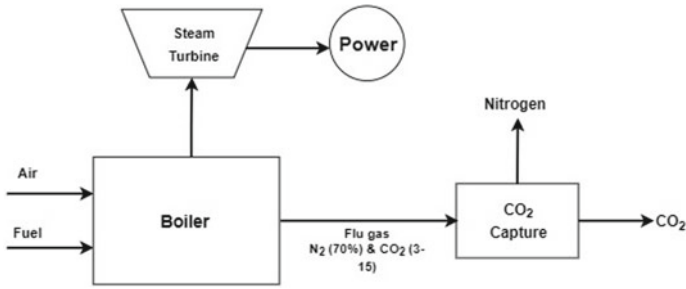 Steam
Turbine
Power
Nitrogen
Air
Boiler
CO₂
Capture
CO₂
Fuel
Flu gas
N₂ (70%) & CO₂ (3-
15)